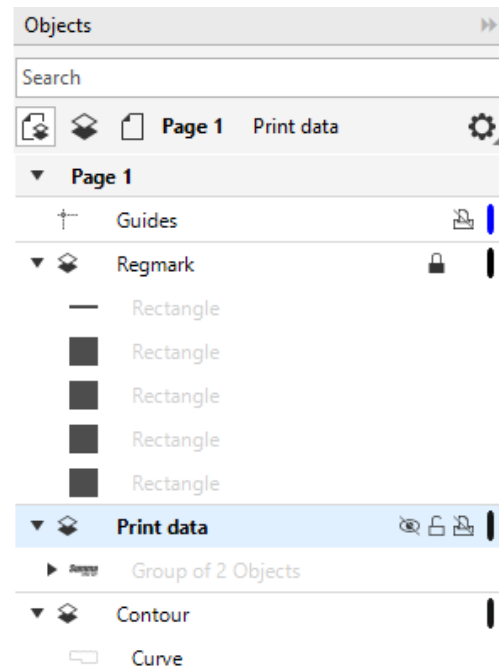 Objects
Search
Page 1 Print data
Page 1
Guides
Regmark
Rectangle
Rectangle
Rectangle
Rectangle
Rectangle
Print data
Group of 2 Objects
Contour
Curve